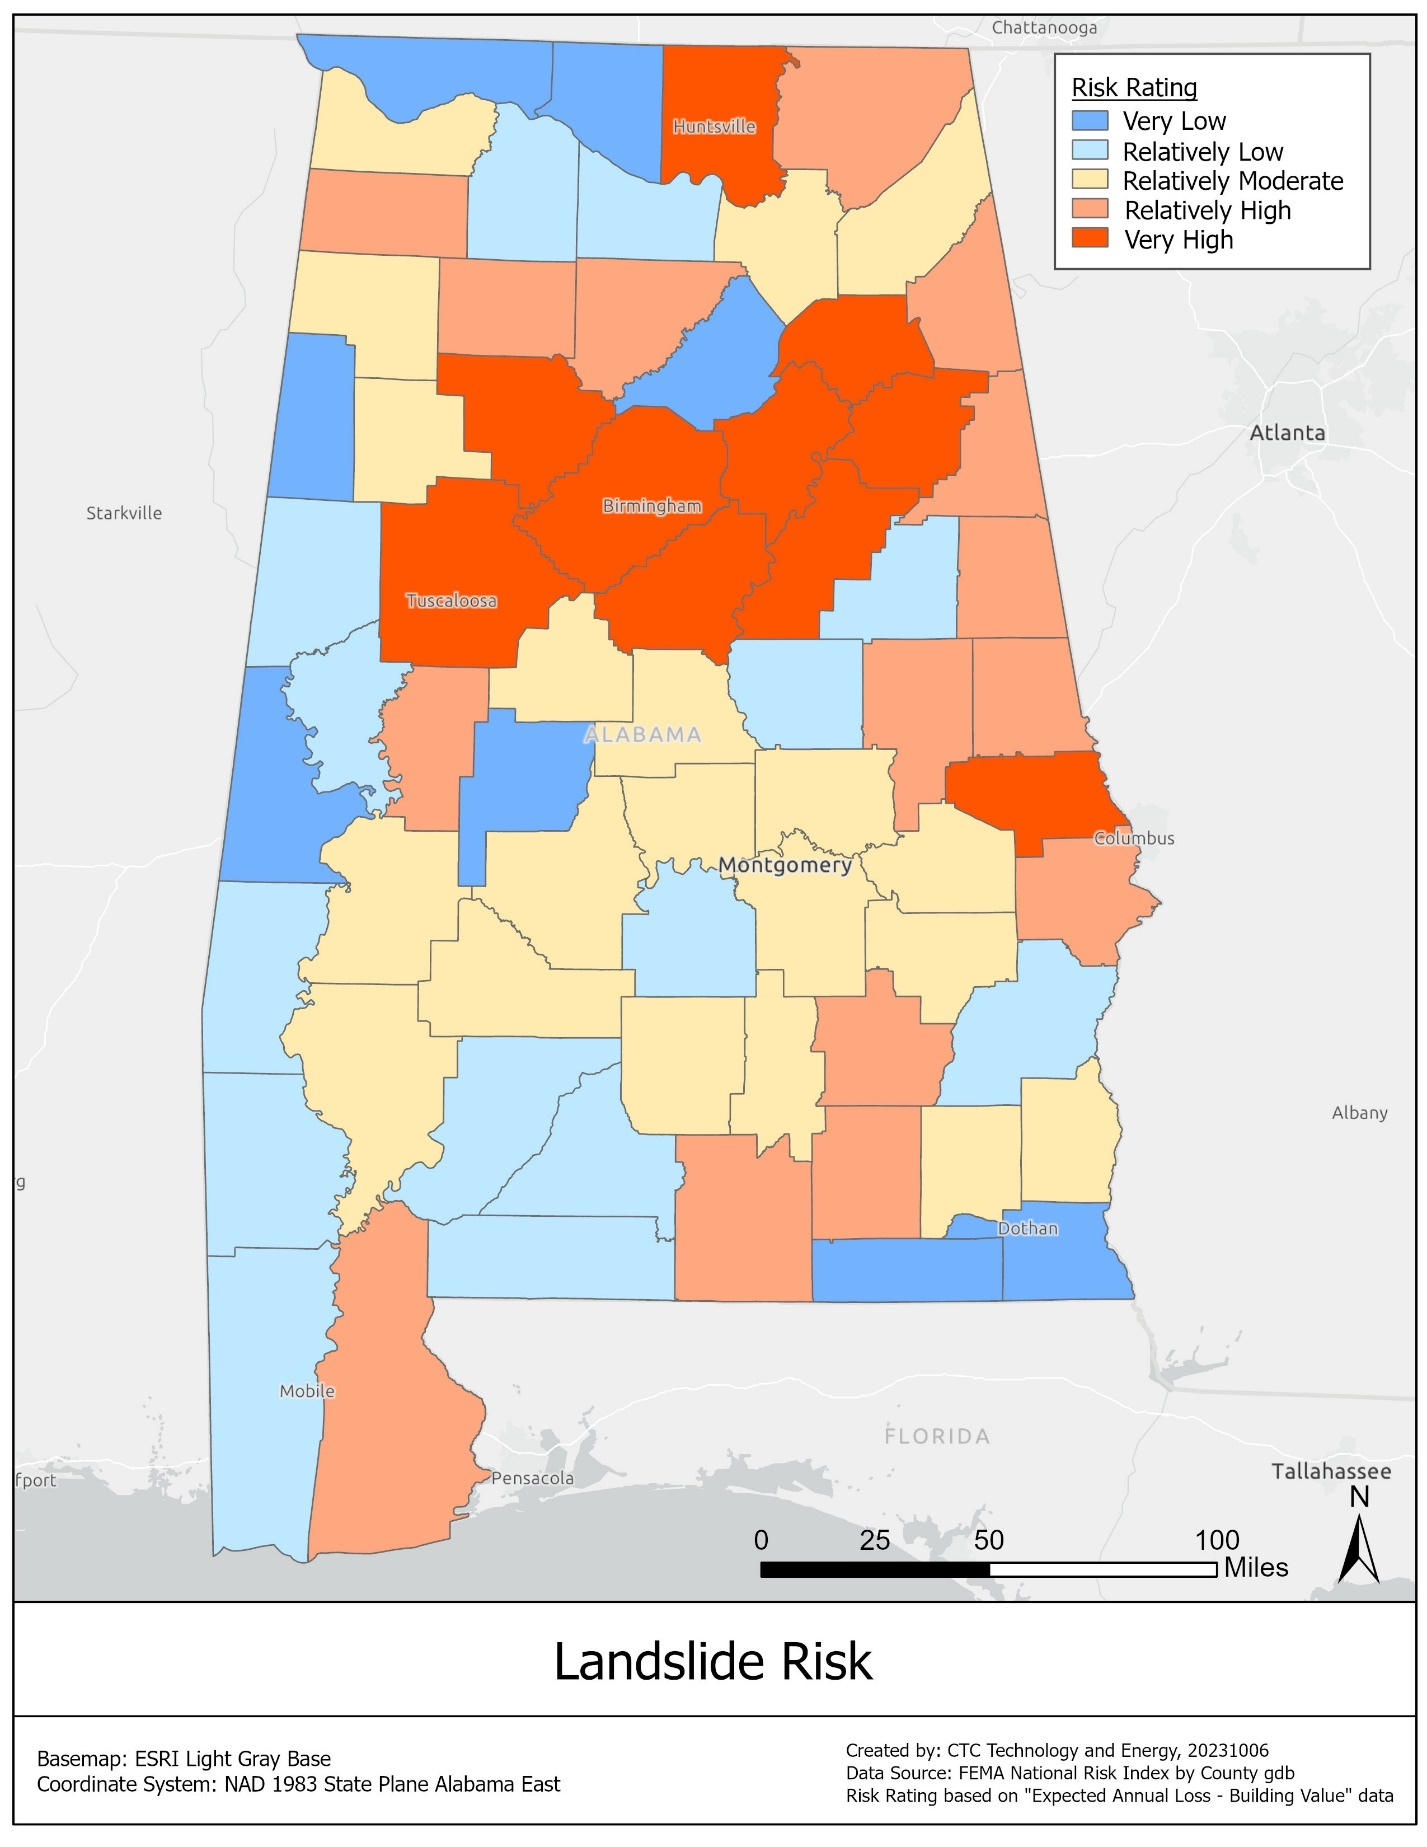 Chattanooga
Risk Rating
Very Low
Relatively Low
Relatively Moderate
Relatively High
Very High
Huntsville
Atlanta
Starkville
Birmingham
Tuscaloosa
ALABAMA
Columbus
Montgomery
Albany
g
Dothan
Mobile
FLORIDA
Pensacola
fport
Tallahassee
N
0 25 50 100
Miles
Landslide Risk
Basemap: ESRI Light Gray Base
Coordinate System: NAD 1983 State Plane Alabama East
Created by: CTC Technology and Energy, 20231006
Data Source: FEMA National Risk Index by County gdb
Risk Rating based on "Expected Annual Loss - Building Value" data